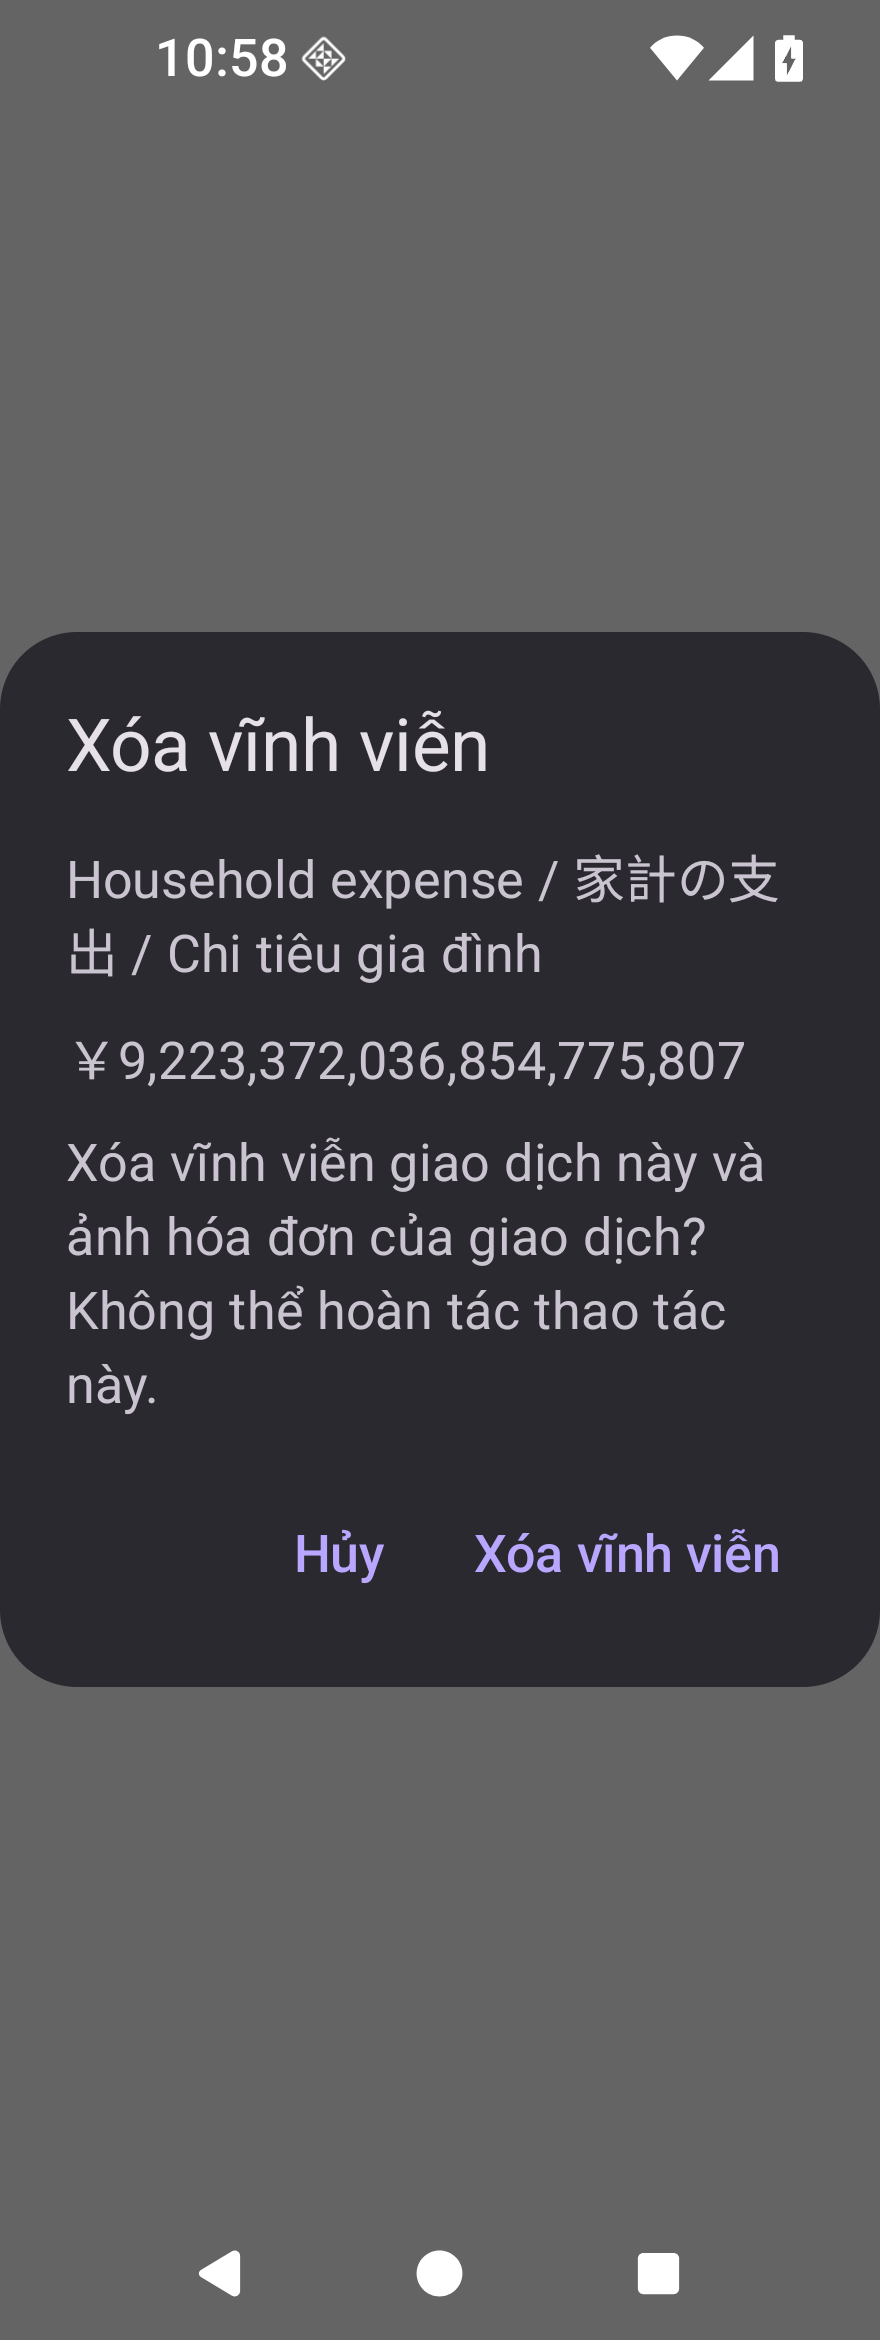 10:58
Xóa vĩnh viễn
Household expense / 家計の支
出 / Chi tiêu gia đình
￥9,223,372,036,854,775,807
Xóa vĩnh viễn giao dịch này và
ảnh hóa đơn của giao dịch?
Không thể hoàn tác thao tác
này.
Hủy Xóa vĩnh viễn